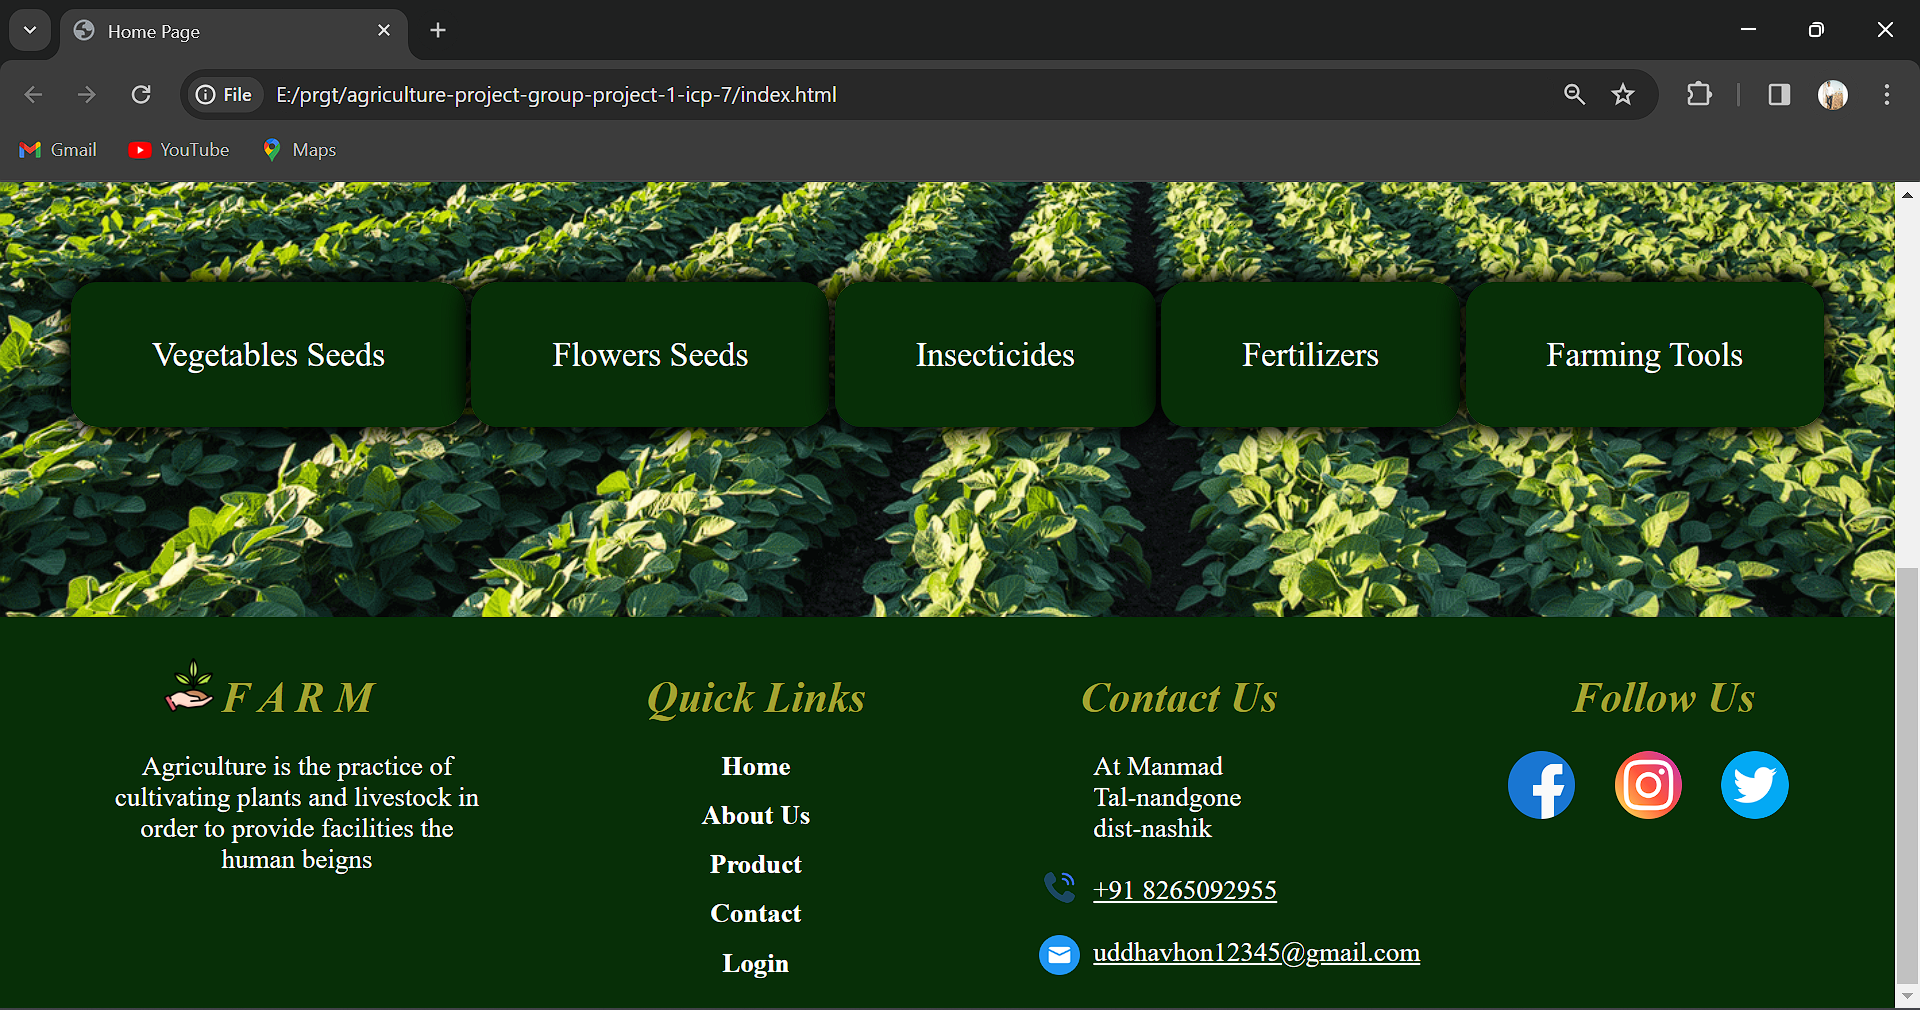 Home Page
File
E:/prgt/agriculture-project-group-project-1-icp-7/index.html
Gmail
YouTube
Maps
Vegetables Seeds
Flowers Seeds
Insecticides
Fertilizers
Farming Tools
F A R M
Agriculture is the practice of
cultivating plants and livestock in
order to provide facilities the
human beigns
Quick Links
Home
About Us
Product
Contact
Login
Contact Us
At Manmad
Tal-nandgone
dist-nashik
+91 8265092955
uddhavhon12345@gmail.com
Follow Us